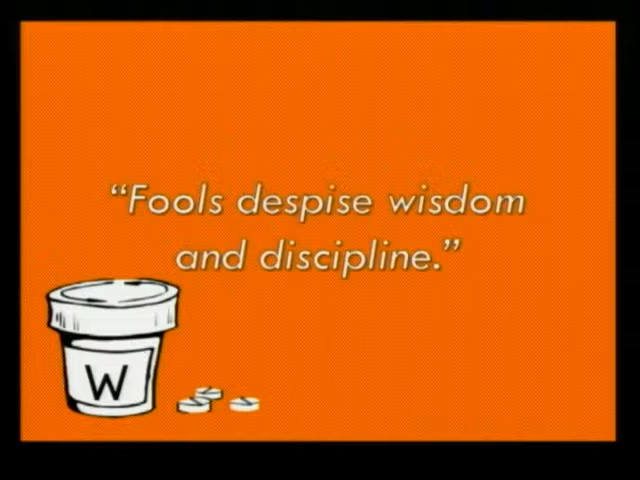 “Fools despise wisdom
and discipline.”
W